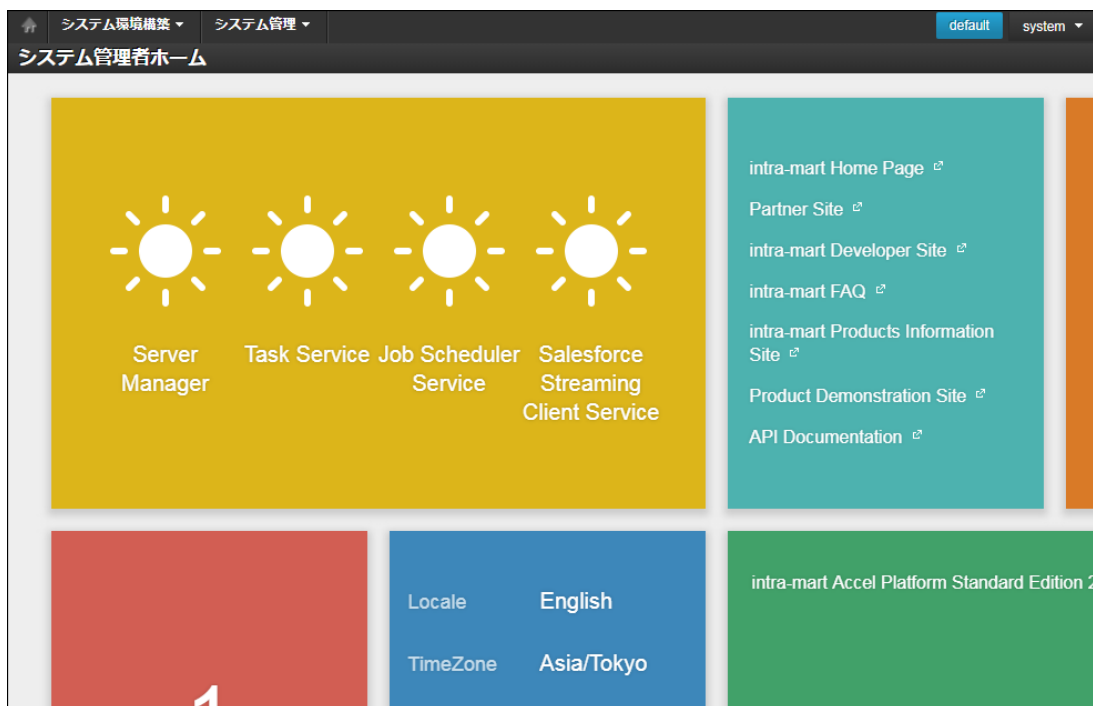 システム環境構築 システム管理 default system
システム管理者ホーム
Server Manager
Task Service
Job Scheduler Service
Salesforce Streaming Client Service
intra-mart Home Page
Partner Site
intra-mart Developer Site
intra-mart FAQ
intra-mart Products Information
Site
Product Demonstration Site
API Documentation
1
Locale English
TimeZone Asia/Tokyo
intra-mart Accel Platform Standard Edition 2